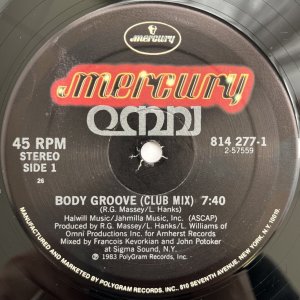 mercury
mercury
omni
45 RPM
STEREO
SIDE 1
26
814 277-1
2-57559
BODY GROOVE (CLUB MIX) 7:40
(R.G. Massey/L. Hanks)
Halwill Music/Jahmilla Music, Inc. (ASCAP)
Produced by R.G. Massey/L. Hanks/L. Williams of
Omni Productions Inc. for Amherst Records
Mixed by Francois Kevorkian and John Potoker
at Sigma Sound, N.Y.
℗ 1983 PolyGram Records, Inc.
MANUFACTURED AND MARKETED BY POLYGRAM RECORDS, INC., 810 SEVENTH AVENUE, NEW YORK, N.Y. 10019.